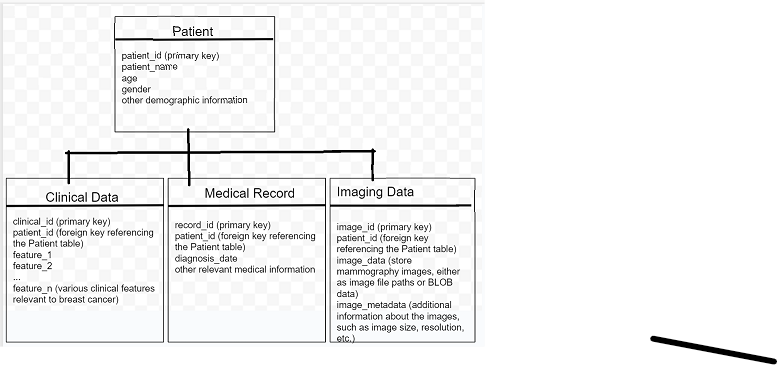 Patient
patient_id (primary key)
patient_name
age
gender
other demographic information
Clinical Data
clinical_id (primary key)
patient_id (foreign key referencing
the Patient table)
feature_1
feature_2
...
feature_n (various clinical features
relevant to breast cancer)
Medical Record
record_id (primary key)
patient_id (foreign key referencing
the Patient table)
diagnosis_date
other relevant medical information
Imaging Data
image_id (primary key)
patient_id (foreign key
referencing the Patient table)
image_data (store
mammography images, either
as image file paths or BLOB
data)
image_metadata (additional
information about the images,
such as image size, resolution,
etc.)